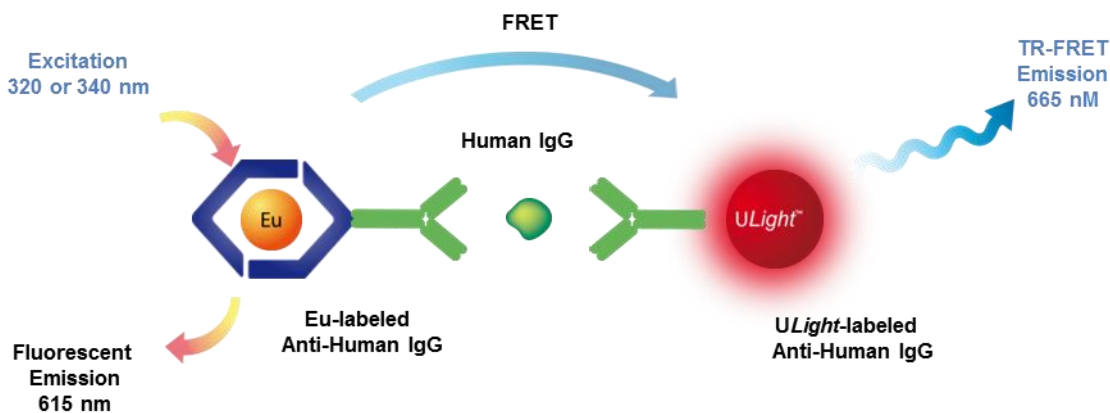 FRET
Excitation
320 or 340 nm
TR-FRET
Emission
665 nM
Human IgG
Eu
ULight™
Eu-labeled
Anti-Human IgG
ULight-labeled
Anti-Human IgG
Fluorescent
Emission
615 nm